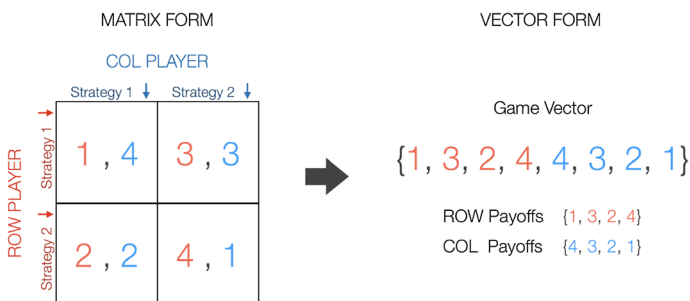 MATRIX FORM
COL PLAYER
Strategy 1 Strategy 2
ROW PLAYER
Strategy 1
1 , 4 3 , 3
Strategy 2
2 , 2 4 , 1
VECTOR FORM
Game Vector
{1, 3, 2, 4, 4, 3, 2, 1}
ROW Payoffs {1, 3, 2, 4}
COL Payoffs {4, 3, 2, 1}